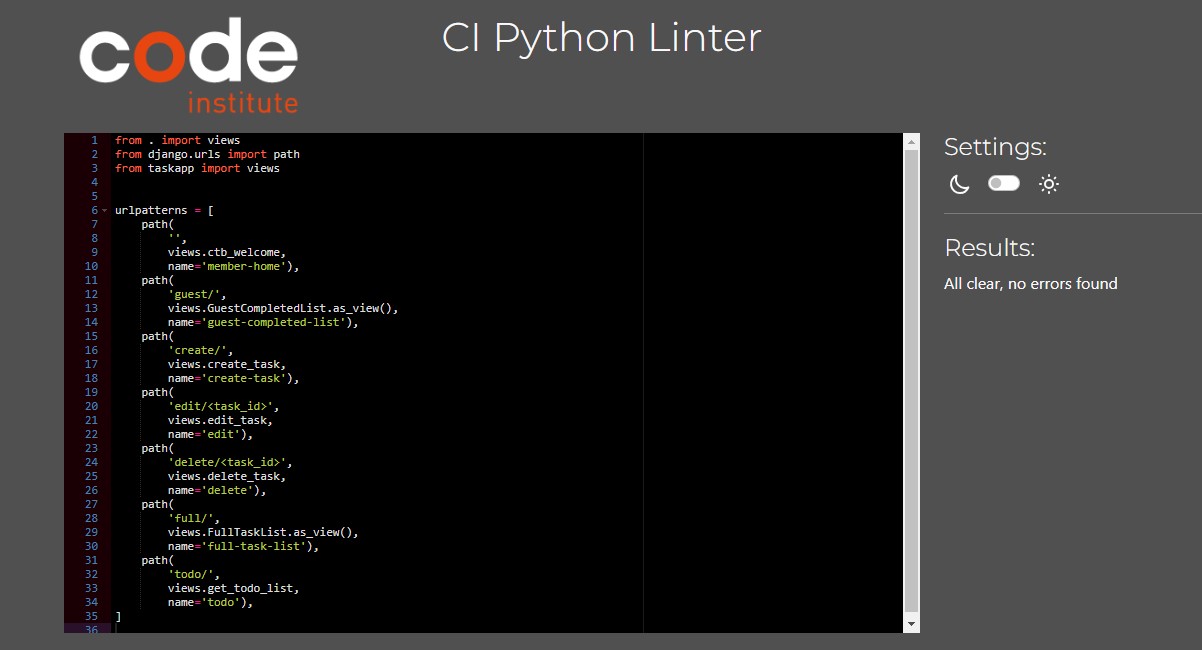 code
institute
CI Python Linter
1 from . import views
2 from django.urls import path
3 from taskapp import views
4
5
6 urlpatterns = [
7     path(
8         '',
9         views.ctb_welcome,
10         name='member-home'),
11     path(
12         'guest/',
13         views.GuestCompletedList.as_view(),
14         name='guest-completed-list'),
15     path(
16         'create/',
17         views.create_task,
18         name='create-task'),
19     path(
20         'edit/<task_id>',
21         views.edit_task,
22         name='edit'),
23     path(
24         'delete/<task_id>',
25         views.delete_task,
26         name='delete'),
27     path(
28         'full/',
29         views.FullTaskList.as_view(),
30         name='full-task-list'),
31     path(
32         'todo/',
33         views.get_todo_list,
34         name='todo'),
35 ]
36
Settings:
Results:
All clear, no errors found